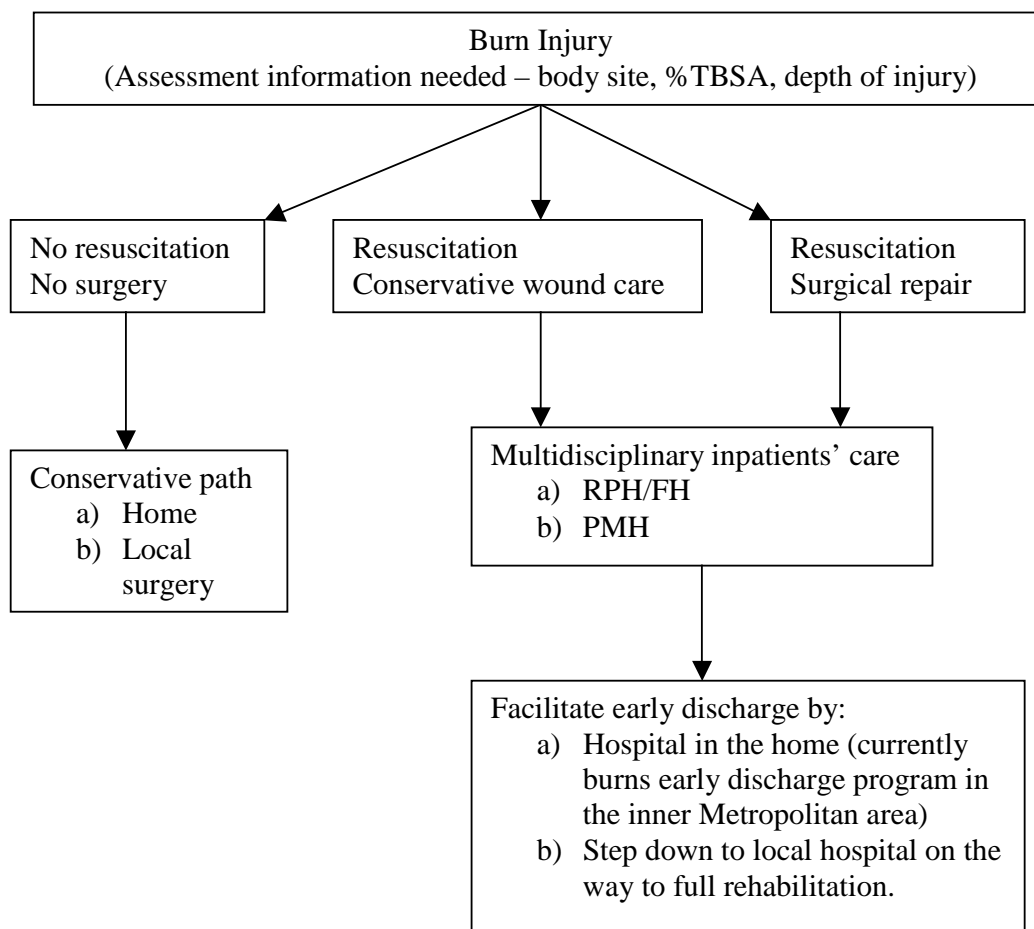 Burn Injury
(Assessment information needed – body site, %TBSA, depth of injury)
No resuscitation
No surgery
Resuscitation
Conservative wound care
Resuscitation
Surgical repair
Conservative path
a) Home
b) Local
surgery
Multidisciplinary inpatients’ care
a) RPH/FH
b) PMH
Facilitate early discharge by:
a) Hospital in the home (currently
burns early discharge program in
the inner Metropolitan area)
b) Step down to local hospital on the
way to full rehabilitation.